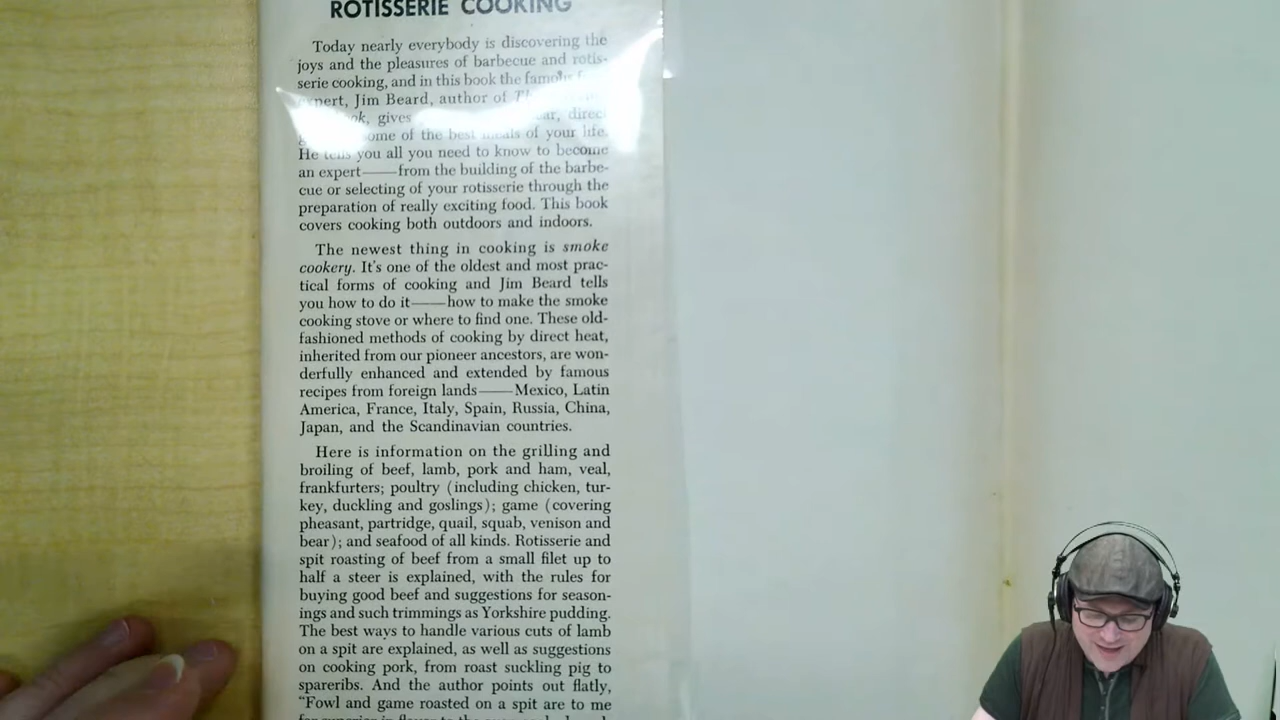 ROTISSERIE COOKING
Today nearly everybody is discovering the
joys and the pleasures of barbecue and rotis-
serie cooking, and in this book the famous
expert, Jim Beard, author of
gives
some of the best meals of your life.
He tells you all you need to know to become
an expert——from the building of the barbe-
cue or selecting of your rotisserie through the
preparation of really exciting food. This book
covers cooking both outdoors and indoors.
The newest thing in cooking is smoke
cookery. It's one of the oldest and most prac-
tical forms of cooking and Jim Beard tells
you how to do it——how to make the smoke
cooking stove or where to find one. These old-
fashioned methods of cooking by direct heat,
inherited from our pioneer ancestors, are won-
derfully enhanced and extended by famous
recipes from foreign lands——Mexico, Latin
America, France, Italy, Spain, Russia, China,
Japan, and the Scandinavian countries.
Here is information on the grilling and
broiling of beef, lamb, pork and ham, veal,
frankfurters; poultry (including chicken, tur-
key, duckling and goslings); game (covering
pheasant, partridge, quail, squab, venison and
bear); and seafood of all kinds. Rotisserie and
spit roasting of beef from a small filet up to
half a steer is explained, with the rules for
buying good beef and suggestions for season-
ings and such trimmings as Yorkshire pudding.
The best ways to handle various cuts of lamb
on a spit are explained, as well as suggestions
on cooking pork, from roast suckling pig to
spareribs. And the author points out flatly,
"Fowl and game roasted on a spit are to me